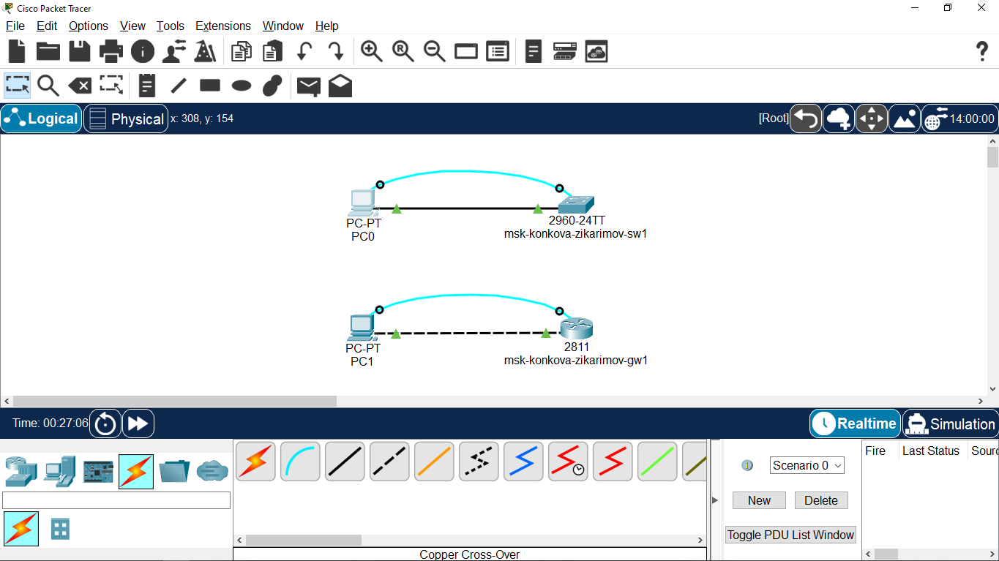 Cisco Packet Tracer
File Edit Options View Tools Extensions Window Help
Logical Physical x: 308, y: 154 [Root] 14:00:00
PC-PT
PC0
2960-24TT
msk-konkova-zikarimov-sw1
PC-PT
PC1
2811
msk-konkova-zikarimov-gw1
Time: 00:27:06 Realtime Simulation
Scenario 0
Fire Last Status Sourc
New Delete
Toggle PDU List Window
Copper Cross-Over